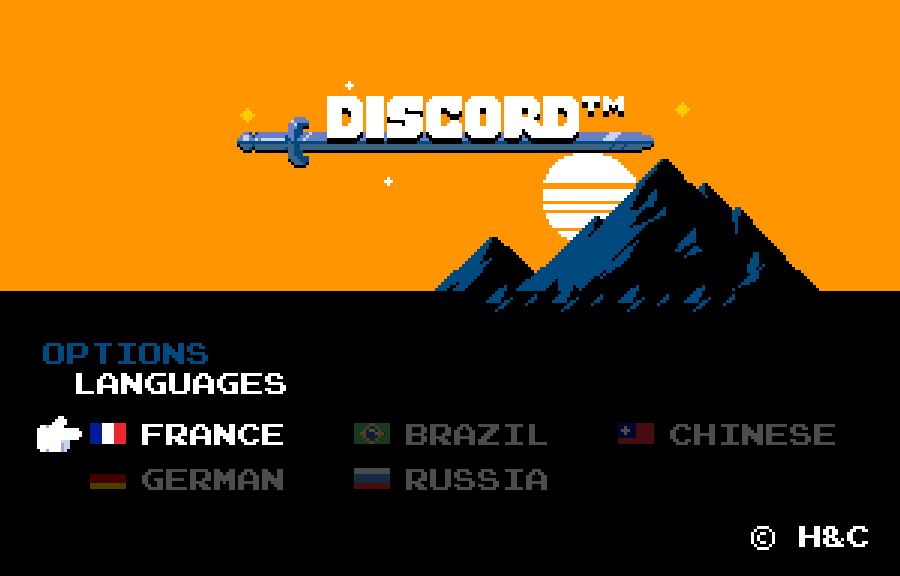 DISCORD™
OPTIONS
LANGUAGES
FRANCE BRAZIL CHINESE
GERMAN RUSSIA
© H&C